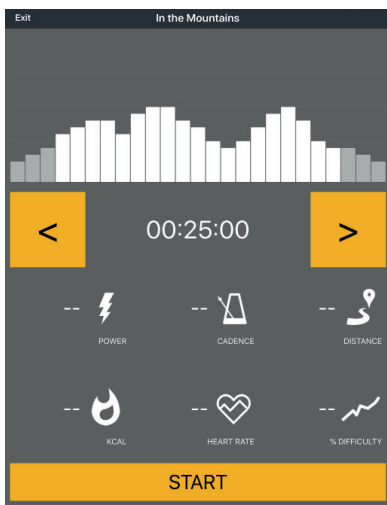 Exit In the Mountains
< 00:25:00 >
-- -- --
POWER CADENCE DISTANCE
-- -- --
KCAL HEART RATE % DIFFICULTY
START